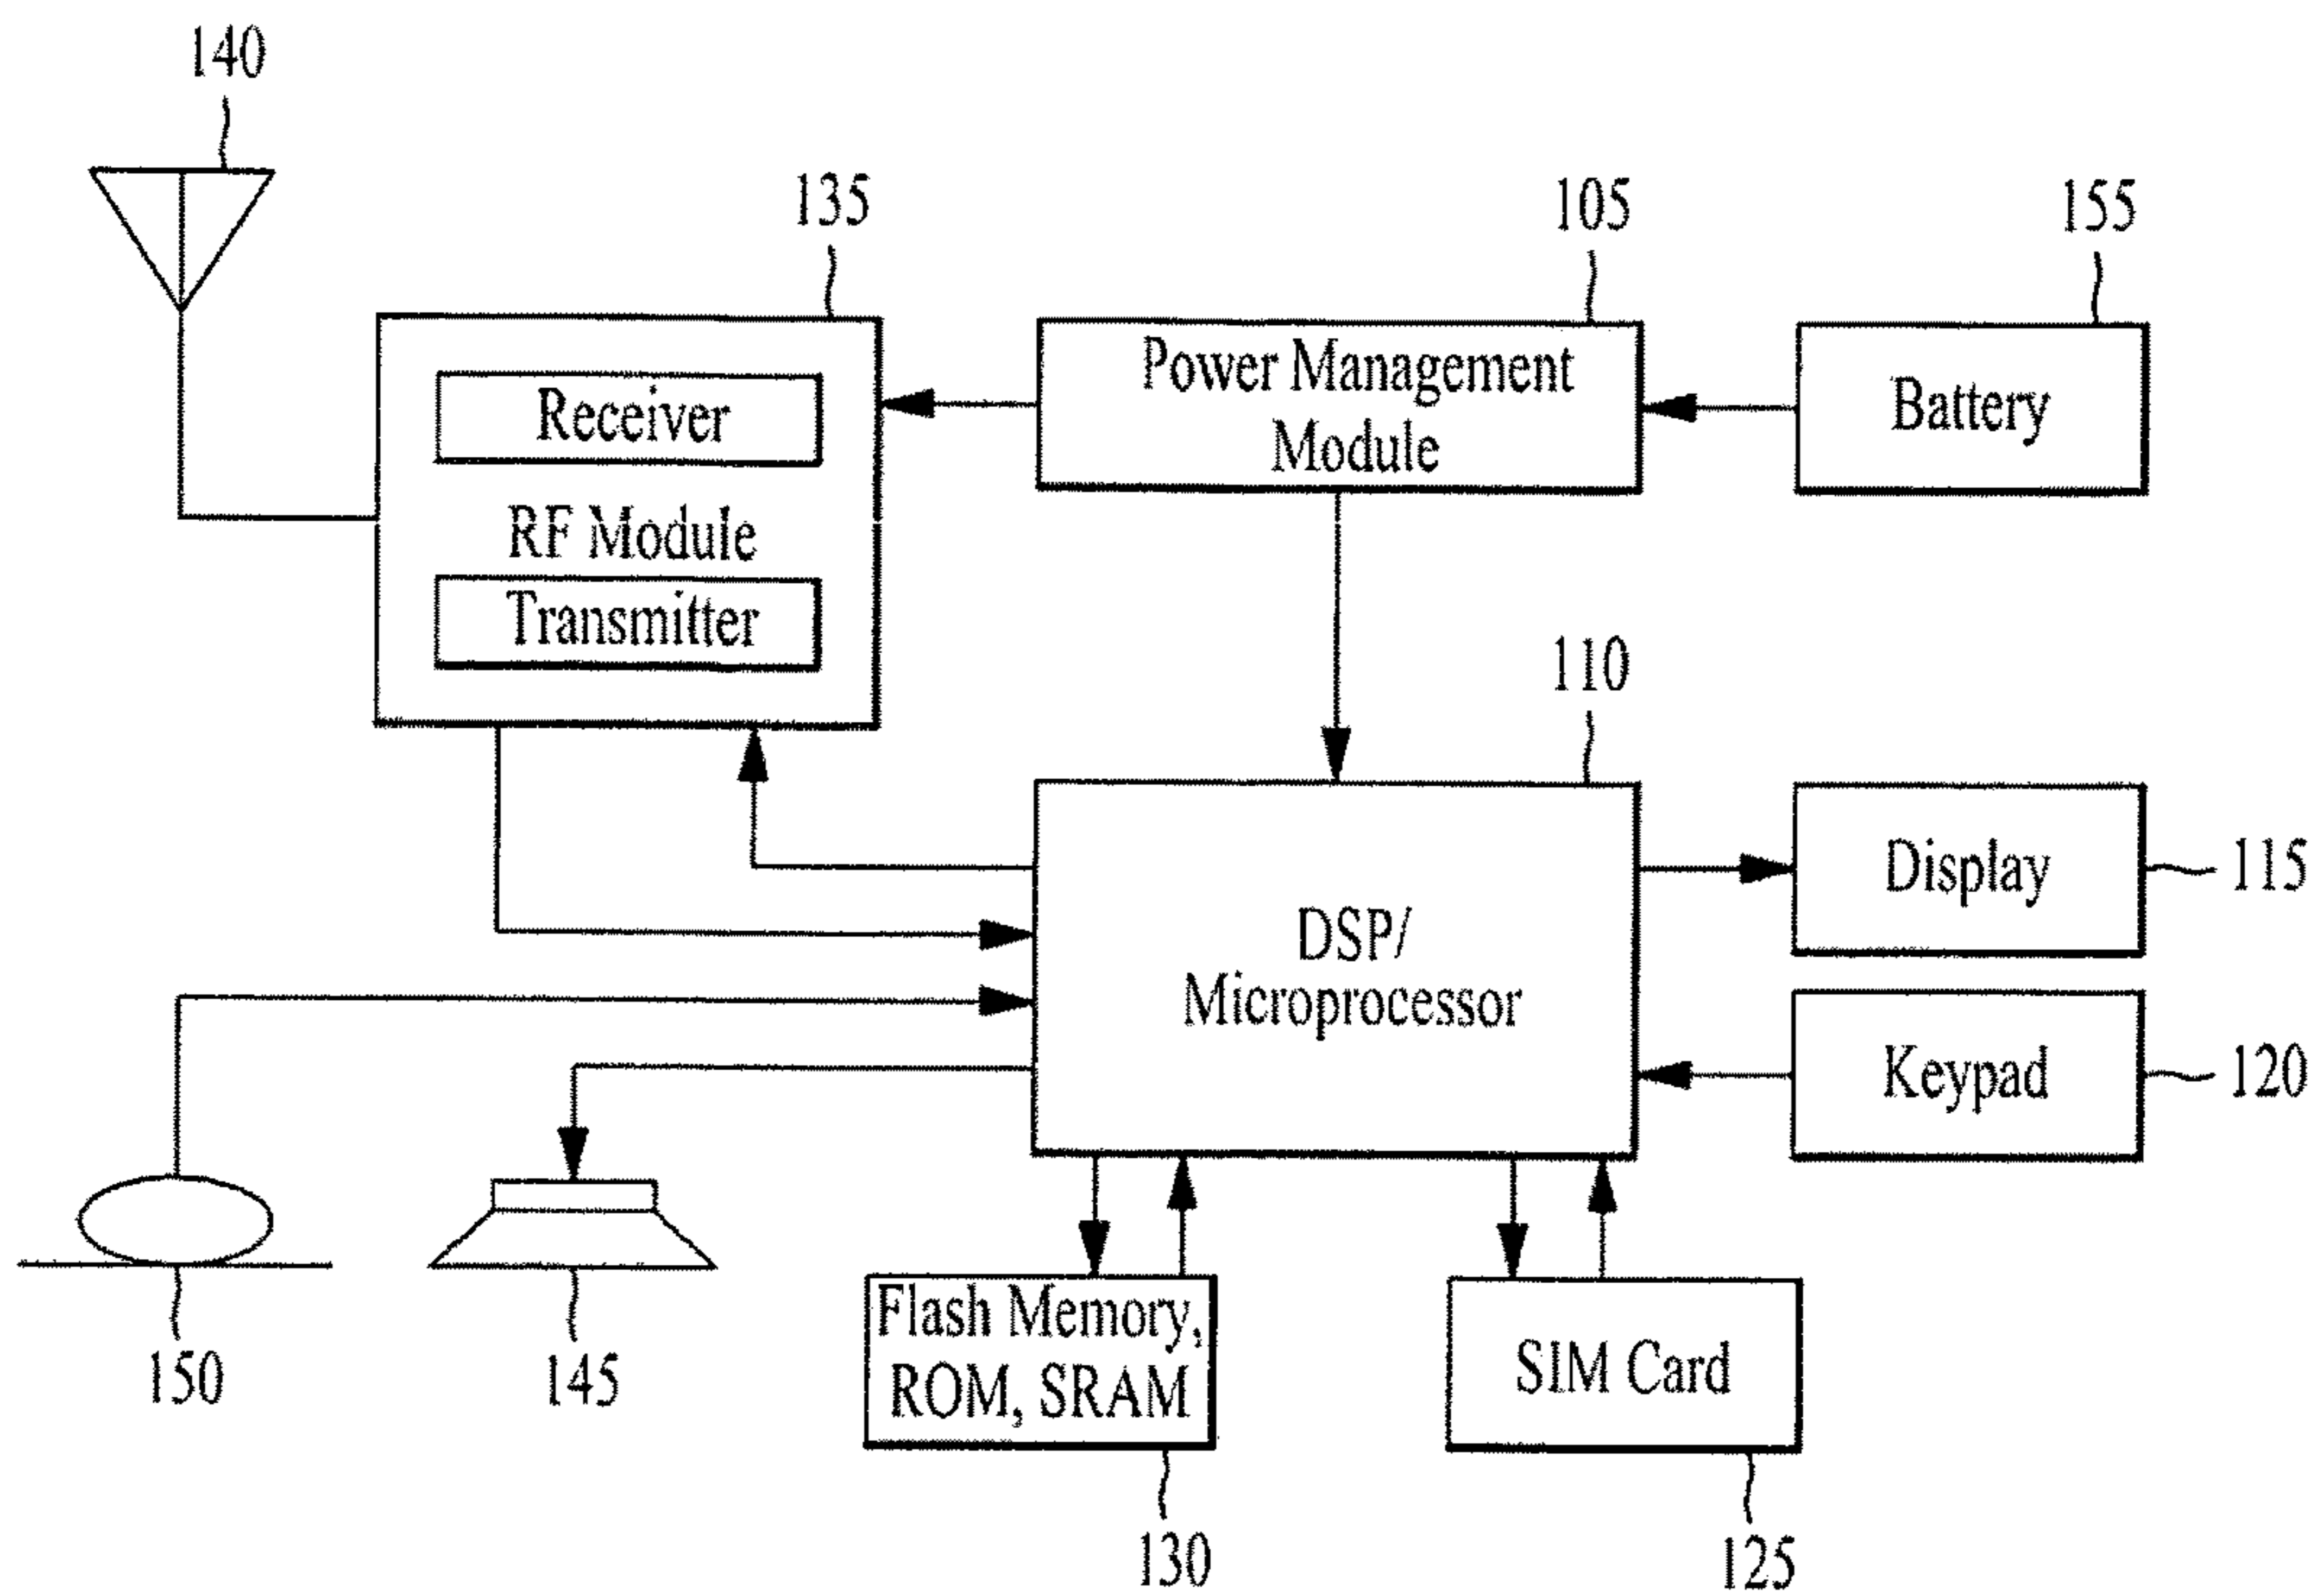 140
135
105
155
Receiver
RF Module
Transmitter
Power Management
Module
Battery
110
DSP/
Microprocessor
Display
115
Keypad
120
150
145
Flash Memory,
ROM, SRAM
SIM Card
130
125